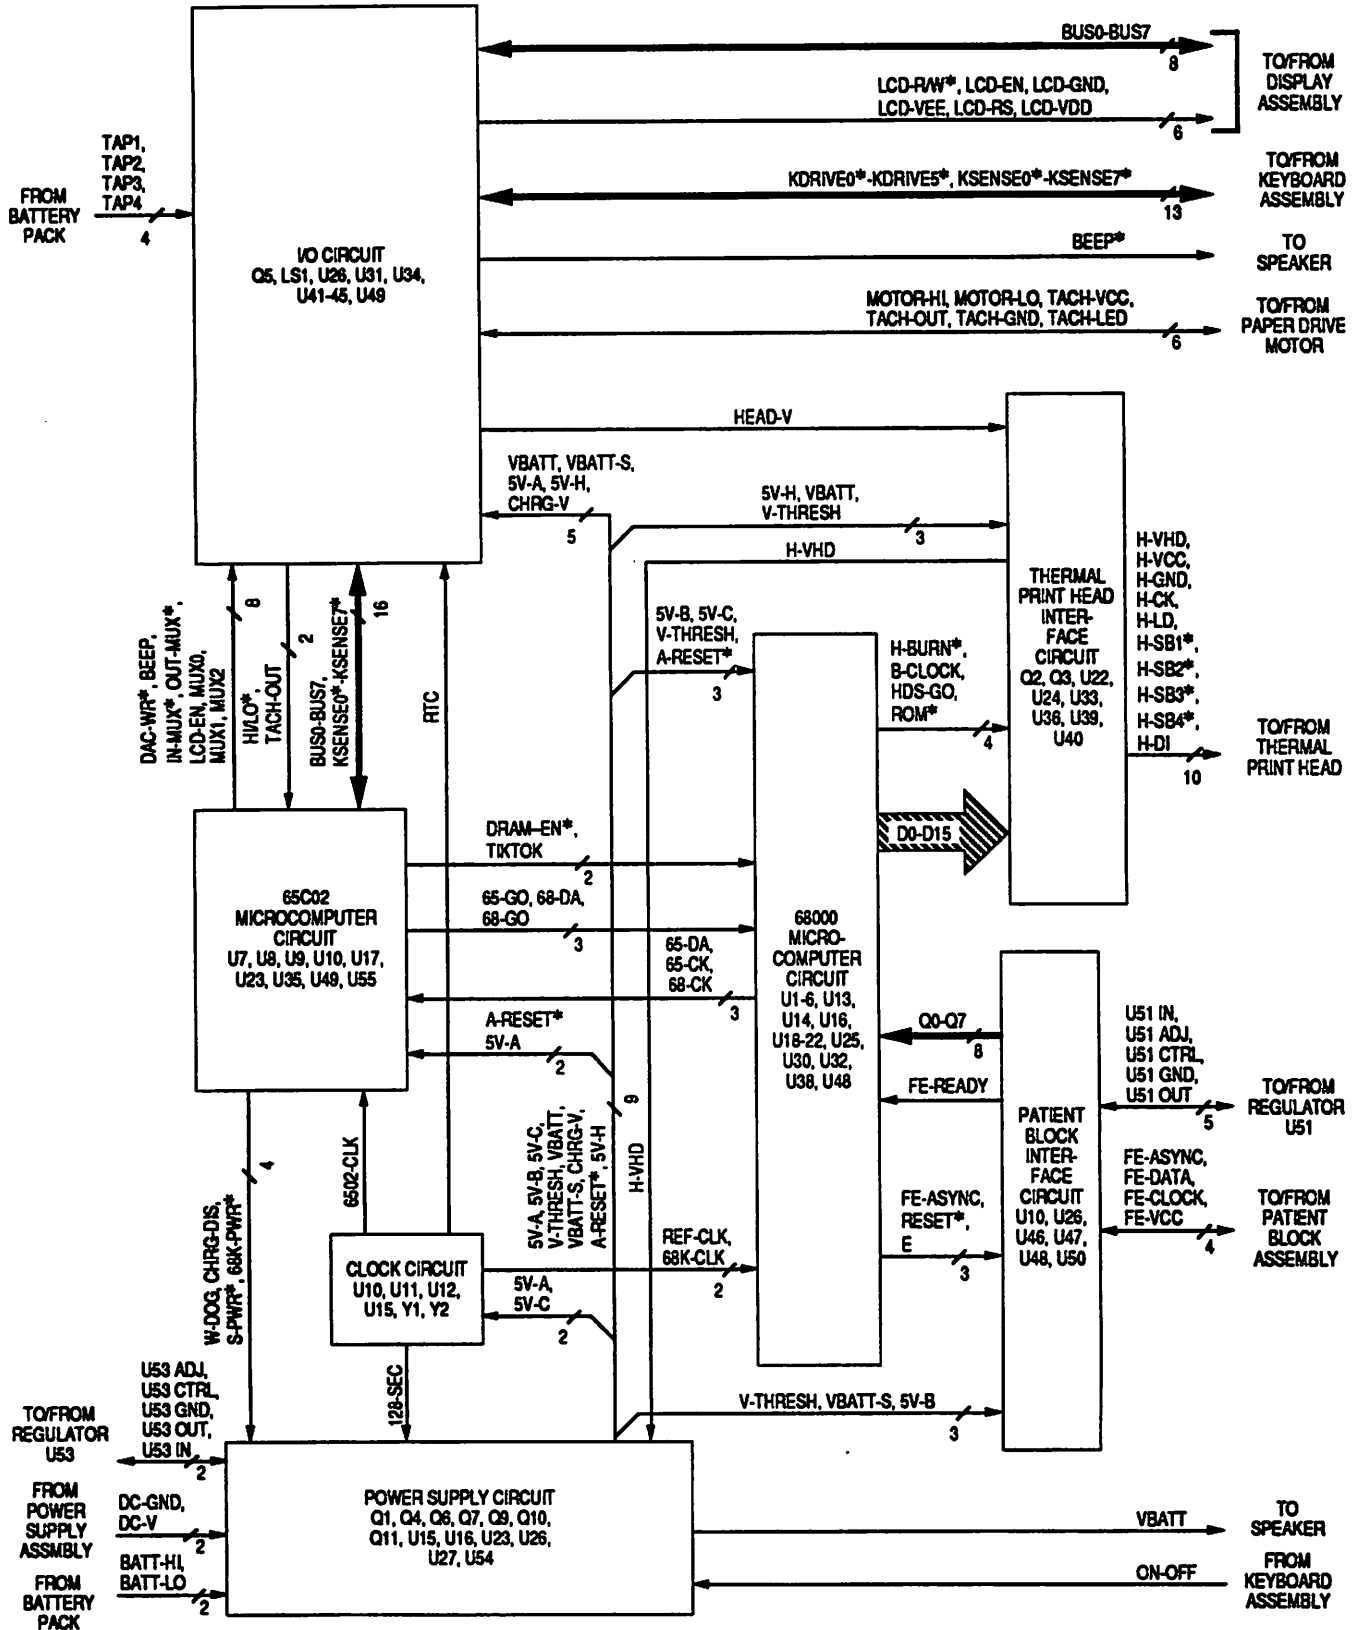 BUS0-BUS7
8
TO/FROM
DISPLAY
ASSEMBLY
LCD-R/W*, LCD-EN, LCD-GND,
LCD-VEE, LCD-RS, LCD-VDD
6
TAP1,
TAP2,
TAP3,
TAP4
FROM
BATTERY
PACK
4
KDRIVE0*-KDRIVE5*, KSENSE0*-KSENSE7*
13
TO/FROM
KEYBOARD
ASSEMBLY
I/O CIRCUIT
Q5, LS1, U26, U31, U34,
U41-45, U49
BEEP*
TO
SPEAKER
MOTOR-HI, MOTOR-LO, TACH-VCC,
TACH-OUT, TACH-GND, TACH-LED
6
TO/FROM
PAPER DRIVE
MOTOR
HEAD-V
VBATT, VBATT-S,
5V-A, 5V-H,
CHRG-V
5
5V-H, VBATT,
V-THRESH
3
H-VHD
THERMAL
PRINT HEAD
INTER-
FACE
CIRCUIT
Q2, Q3, U22,
U24, U33,
U36, U39,
U40
H-VHD,
H-VCC,
H-GND,
H-CK,
H-LD,
H-SB1*,
H-SB2*,
H-SB3*,
H-SB4*,
H-DI
10
TO/FROM
THERMAL
PRINT HEAD
DAC-WR*, BEEP,
IN-MUX*, OUT-MUX*,
LCD-EN, MUX0,
MUX1, MUX2
8
HI/LO*,
TACH-OUT
2
BUS0-BUS7,
KSENSE0*-KSENSE7*
16
RTC
5V-B, 5V-C,
V-THRESH,
A-RESET*
3
H-BURN*,
B-CLOCK,
HDS-GO,
ROM*
4
D0-D15
65C02
MICROCOMPUTER
CIRCUIT
U7, U8, U9, U10, U17,
U23, U35, U49, U55
DRAM-EN*,
TIKTOK
2
65-GO, 68-DA,
68-GO
3
65-DA,
65-CK,
68-CK
3
A-RESET*
5V-A
2
68000
MICRO-
COMPUTER
CIRCUIT
U1-6, U13,
U14, U16,
U18-22, U25,
U30, U32,
U38, U48
Q0-Q7
8
FE-READY
PATIENT
BLOCK
INTER-
FACE
CIRCUIT
U10, U26,
U46, U47,
U48, U50
U51 IN,
U51 ADJ,
U51 CTRL,
U51 GND,
U51 OUT
5
TO/FROM
REGULATOR
U51
FE-ASYNC,
FE-DATA,
FE-CLOCK,
FE-VCC
4
TO/FROM
PATIENT
BLOCK
ASSEMBLY
FE-ASYNC,
RESET*,
E
3
W-DOG, CHRG-DIS,
S-PWR*, 68K-PWR*
4
6502-CLK
5V-A, 5V-B, 5V-C,
V-THRESH, VBATT,
VBATT-S, CHRG-V,
A-RESET*, 5V-H
9
H-VHD
CLOCK CIRCUIT
U10, U11, U12,
U15, Y1, Y2
REF-CLK,
68K-CLK
2
5V-A,
5V-C
2
128-SEC
V-THRESH, VBATT-S, 5V-B
3
U53 ADJ,
U53 CTRL,
U53 GND,
U53 OUT,
U53 IN
2
TO/FROM
REGULATOR
U53
FROM
POWER
SUPPLY
ASSMBLY
DC-GND,
DC-V
2
BATT-HI,
BATT-LO
2
FROM
BATTERY
PACK
POWER SUPPLY CIRCUIT
Q1, Q4, Q6, Q7, Q9, Q10,
Q11, U15, U16, U23, U26,
U27, U54
VBATT
TO
SPEAKER
ON-OFF
FROM
KEYBOARD
ASSEMBLY